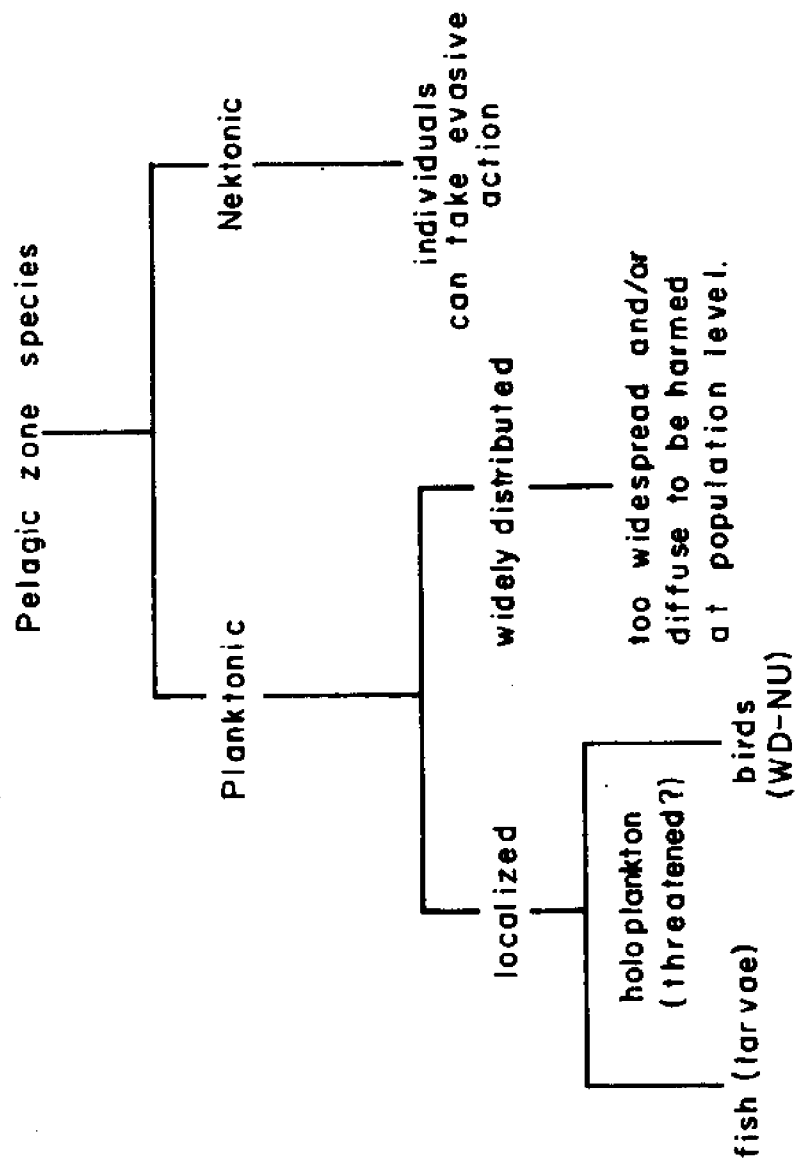 Pelagic zone species
Planktonic
Nektonic
localized
widely distributed
individuals
can take evasive
action
holoplankton
(threatened?)
too widespread and/or
diffuse to be harmed
at population level.
fish (larvae)
birds
(WD-NU)